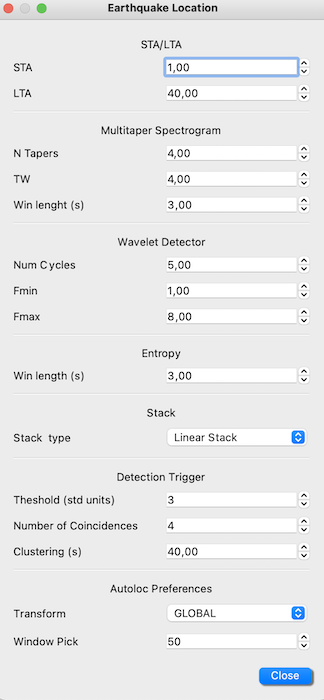 Earthquake Location
STA/LTA
STA 1,00
LTA 40,00
Multitaper Spectrogram
N Tapers 4,00
TW 4,00
Win lenght (s) 3,00
Wavelet Detector
Num Cycles 5,00
Fmin 1,00
Fmax 8,00
Entropy
Win length (s) 3,00
Stack
Stack type Linear Stack
Detection Trigger
Theshold (std units) 3
Number of Coincidences 4
Clustering (s) 40,00
Autoloc Preferences
Transform GLOBAL
Window Pick 50
Close